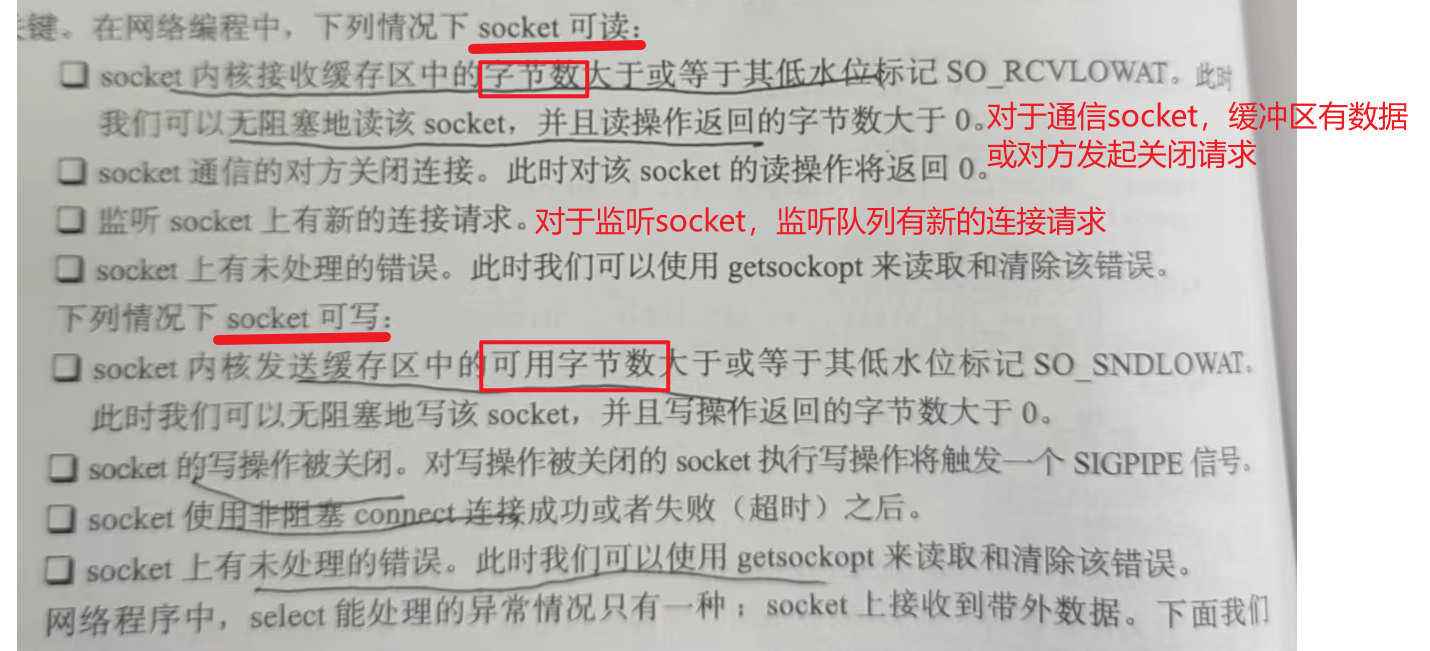 键。在网络编程中，下列情况下 socket 可读：
❑ socket 内核接收缓存区中的字节数大于或等于其低水位标记 SO_RCVLOWAT。此时
我们可以无阻塞地读该 socket，并且读操作返回的字节数大于 0。对于通信socket，缓冲区有数据
或对方发起关闭请求
❑ socket 通信的对方关闭连接。此时对该 socket 的读操作将返回 0。
❑ 监听 socket 上有新的连接请求。对于监听socket，监听队列有新的连接请求
❑ socket 上有未处理的错误。此时我们可以使用 getsockopt 来读取和清除该错误。
下列情况下 socket 可写：
❑ socket 内核发送缓存区中的可用字节数大于或等于其低水位标记 SO_SNDLOWAT。
此时我们可以无阻塞地写该 socket，并且写操作返回的字节数大于 0。
❑ socket 的写操作被关闭。对写操作被关闭的 socket 执行写操作将触发一个 SIGPIPE 信号。
❑ socket 使用非阻塞 connect 连接成功或者失败（超时）之后。
❑ socket 上有未处理的错误。此时我们可以使用 getsockopt 来读取和清除该错误。
网络程序中，select 能处理的异常情况只有一种：socket 上接收到带外数据。下面我们